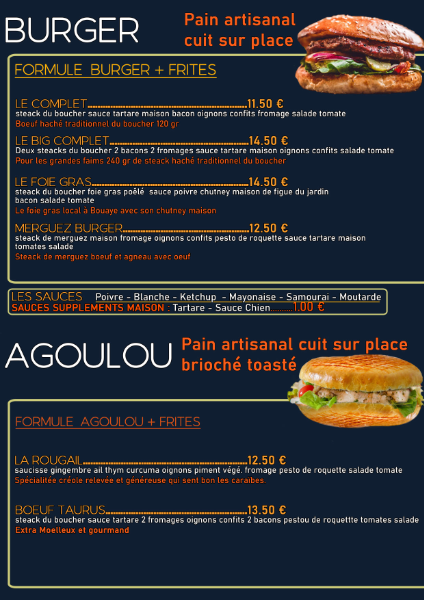 BURGER
Pain artisanal
cuit sur place
FORMULE BURGER + FRITES
LE COMPLET.......................................................11.50 €
steack du boucher sauce tartare maison bacon oignons confits fromage salade tomate
Boeuf haché traditionnel du boucher 120 gr
LE BIG COMPLET................................................14.50 €
Deux steacks du boucher 2 bacons 2 fromages sauce tartare maison oignons confits salade tomate
Pour les grandes faims 240 gr de steack haché traditionnel du boucher
LE FOIE GRAS.....................................................14.50 €
steack du boucher foie gras poêlé sauce poivre chutney maison de figue du jardin
bacon salade tomate
Le foie gras local à Bouaye avec son chutney maison
MERGUEZ BURGER............................................12.50 €
steack de merguez maison fromage oignons confits pesto de roquette sauce tartare maison
tomates salade
Steack de merguez boeuf et agneau avec oeuf
LES SAUCES Poivre - Blanche - Ketchup - Mayonaise - Samourai - Moutarde
SAUCES SUPPLEMENTS MAISON : Tartare - Sauce Chien..........1.00 €
AGOULOU
Pain artisanal cuit sur place
brioché toasté
FORMULE AGOULOU + FRITES
LA ROUGAIL.......................................................12.50 €
saucisse gingembre ail thym curcuma oignons piment végé, fromage pesto de roquette salade tomate
Spécialitée créole relevée et généreuse qui sent bon les caraïbes
BOEUF TAURUS..................................................13.50 €
steack du boucher sauce tartare 2 fromages oignons confits 2 bacons pestou de roquettte tomates salade
Extra Moelleux et gourmand